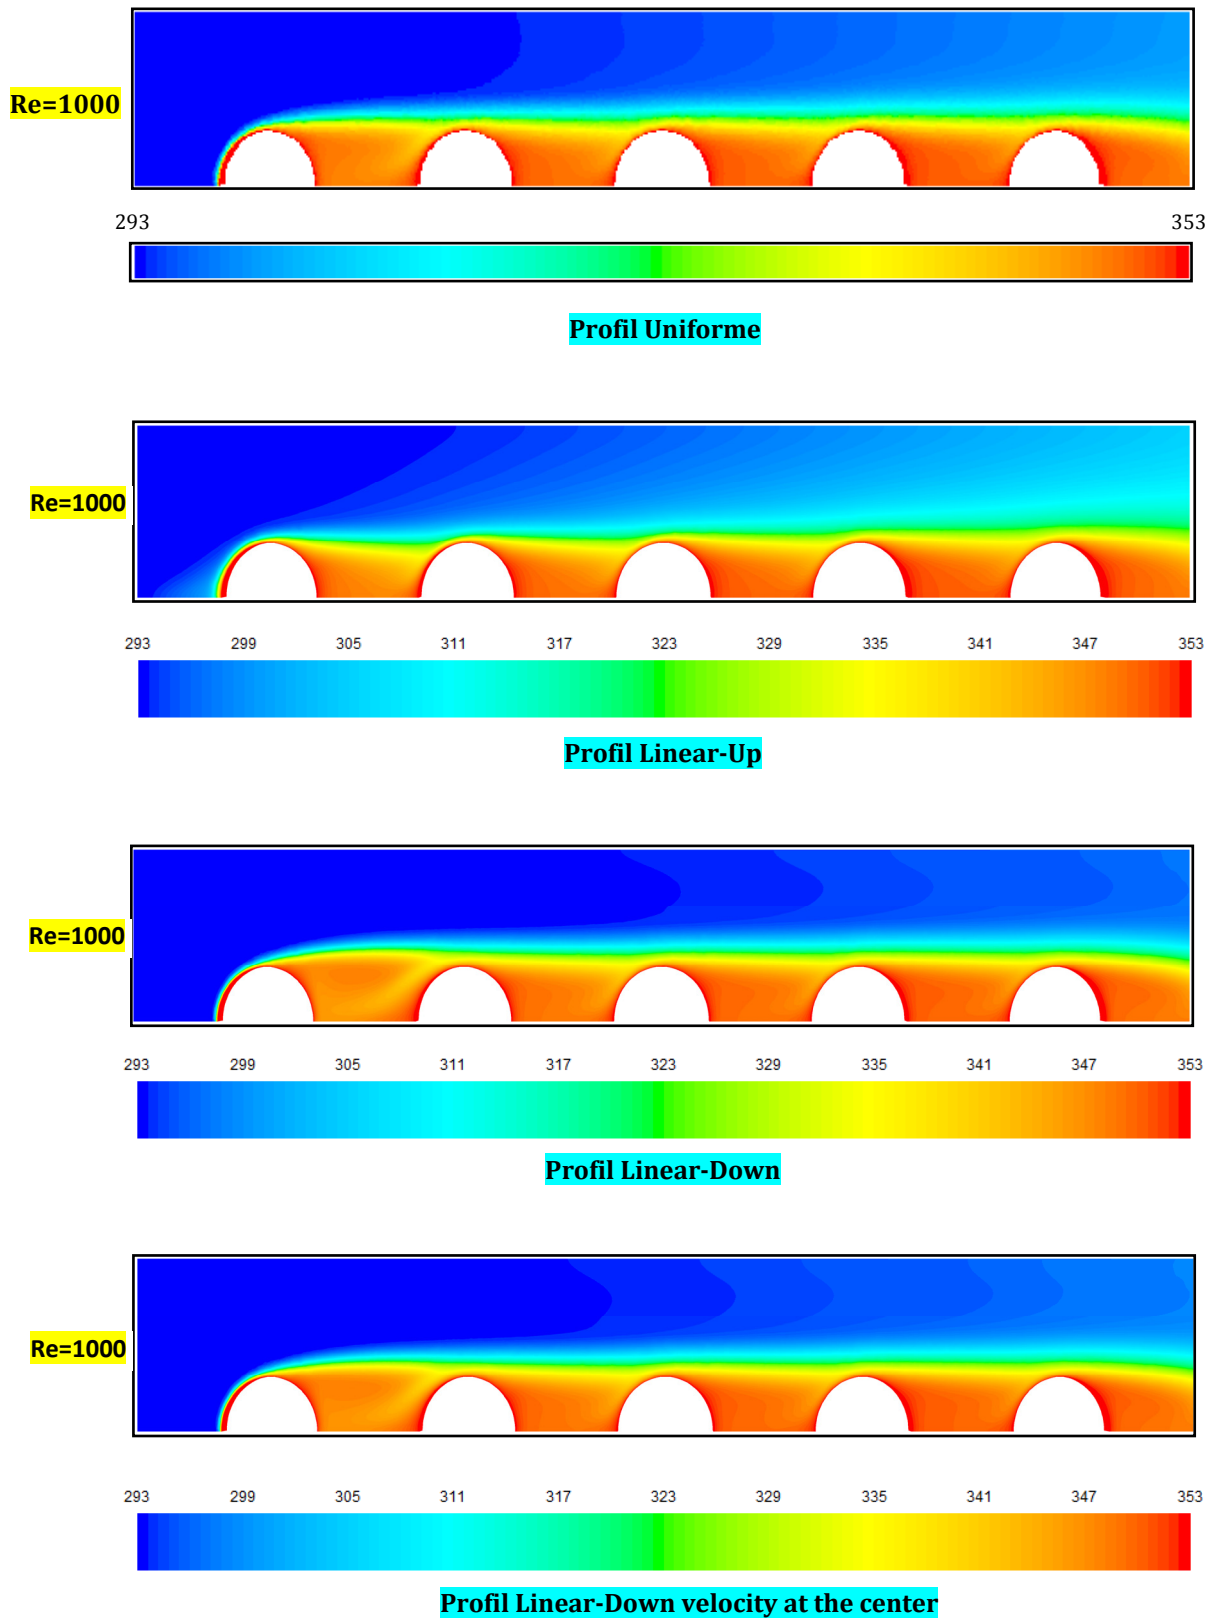 Re=1000
293 353
Profil Uniforme
Re=1000
293 299 305 311 317 323 329 335 341 347 353
Profil Linear-Up
Re=1000
293 299 305 311 317 323 329 335 341 347 353
Profil Linear-Down
Re=1000
293 299 305 311 317 323 329 335 341 347 353
Profil Linear-Down velocity at the center